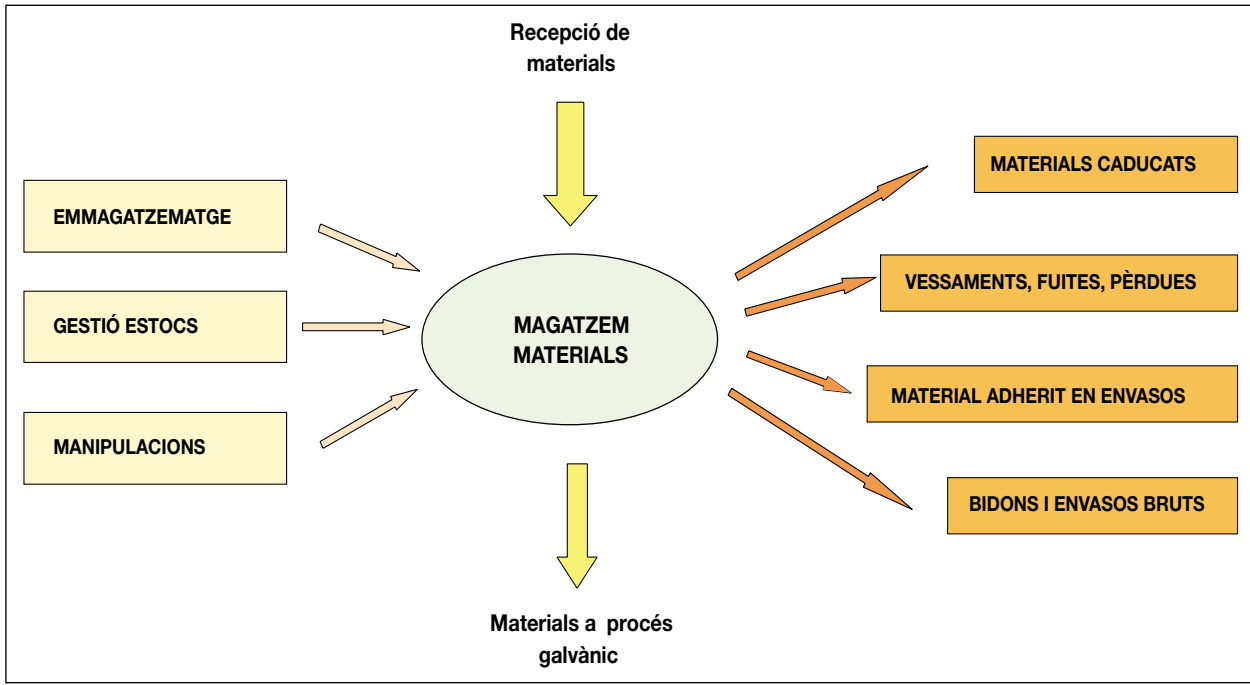 Recepció de
materials
EMMAGATZEMATGE
GESTIÓ ESTOCS
MANIPULACIONS
MAGATZEM
MATERIALS
MATERIALS CADUCATS
VESSAMENTS, FUITES, PÈRDUES
MATERIAL ADHERIT EN ENVASOS
BIDONS I ENVASOS BRUTS
Materials a procés
galvànic